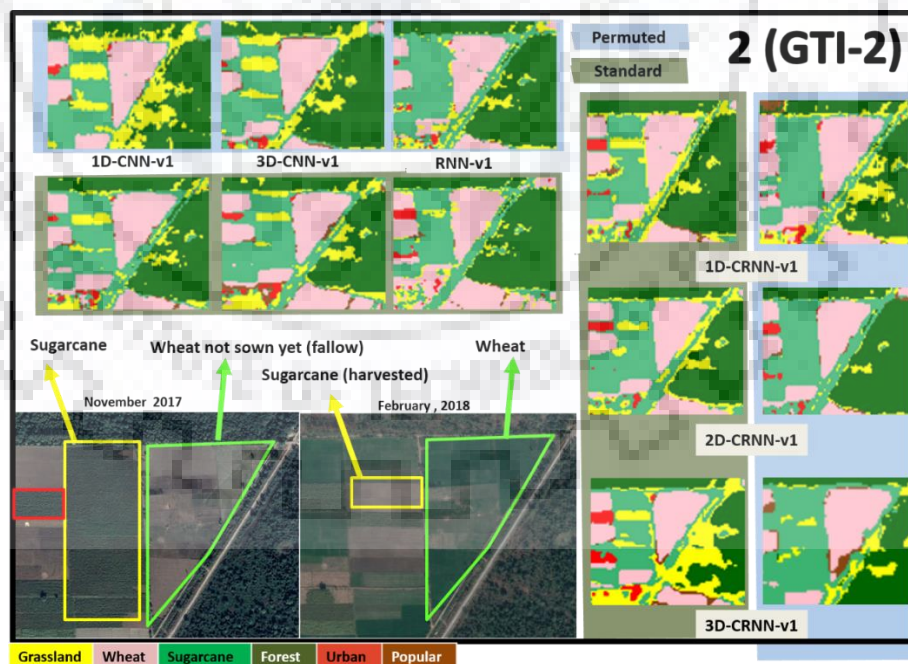 Permuted
Standard
2 (GTI-2)
1D-CNN-v1
3D-CNN-v1
RNN-v1
1D-CRNN-v1
2D-CRNN-v1
3D-CRNN-v1
Sugarcane
Wheat not sown yet (fallow)
Wheat
Sugarcane (harvested)
November 2017
February , 2018
Grassland
Wheat
Sugarcane
Forest
Urban
Popular